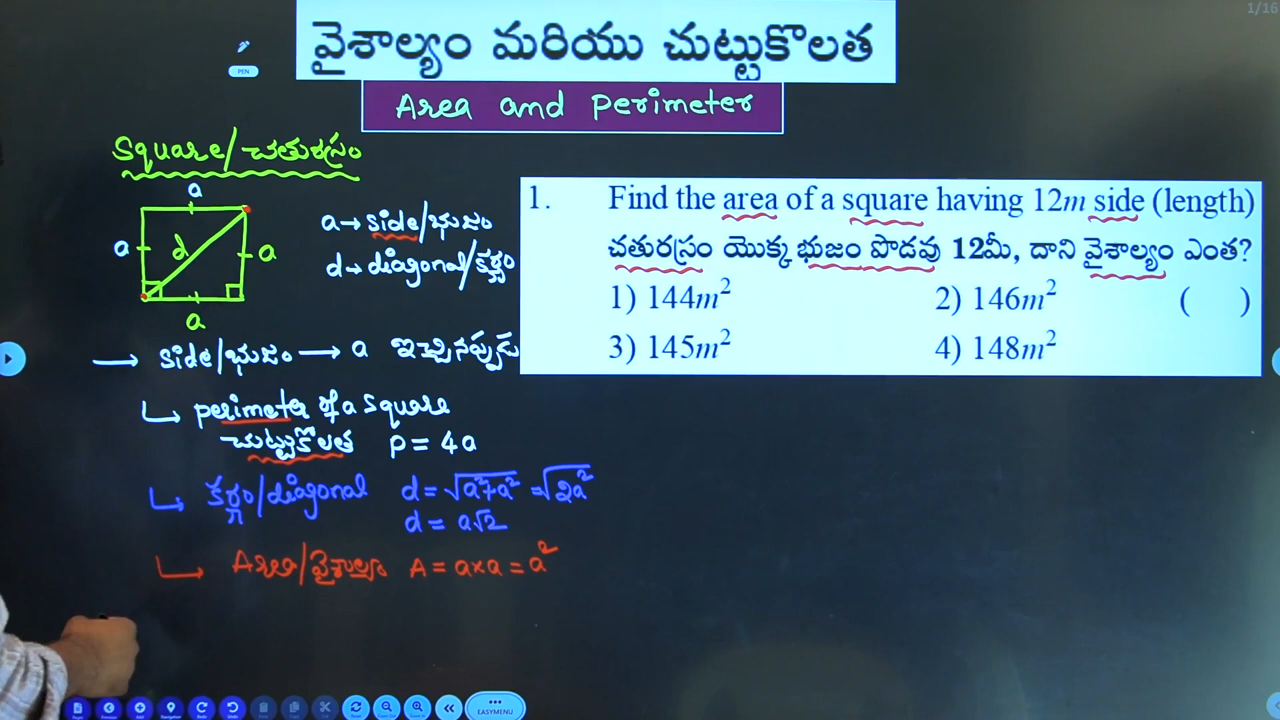 1/16
వైశాల్యం మరియు చుట్టుకొలత
PEN
Area and perimeter
Square/చతురస్రం
a
a
d
a
a
a→side/భుజం
d→diagonal/కర్ణం
→ side/భుజం → a ఇచ్చినప్పుడు
↳ perimeter of a square
చుట్టుకొలత P = 4a
↳ కర్ణం/diagonal d = √a²+a² = √2a²
d = a√2
↳ Area/వైశాల్యం A = a×a = a²
1. Find the area of a square having 12m side (length)
చతురస్రం యొక్క భుజం పొడవు 12మీ, దాని వైశాల్యం ఎంత?
1) 144m² 2) 146m² ( )
3) 145m² 4) 148m²
EASYMENU